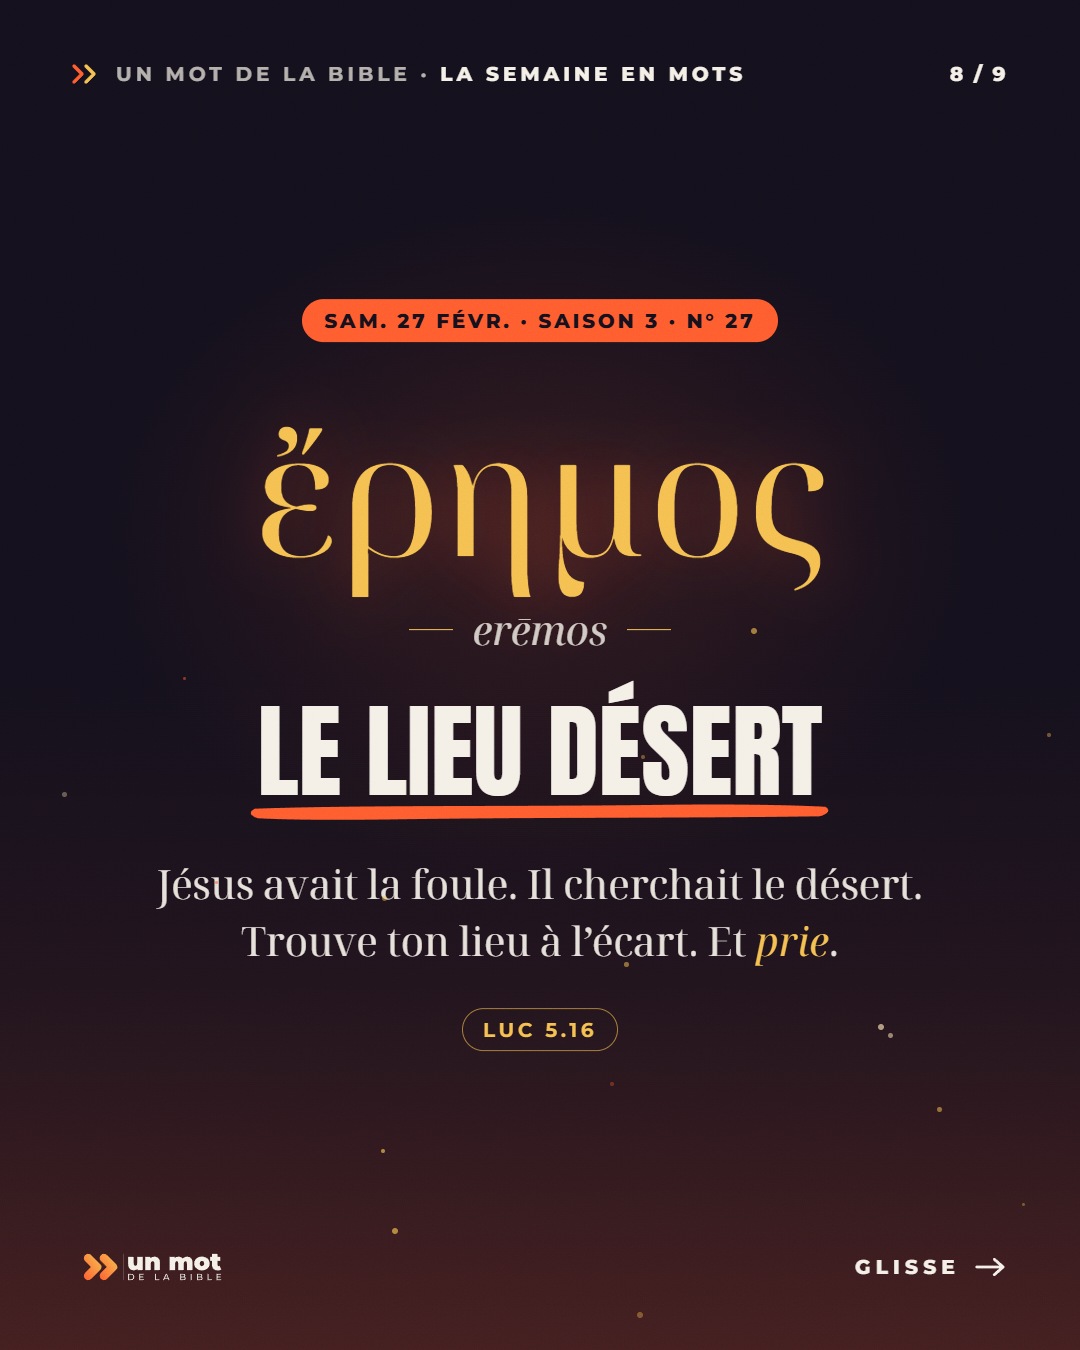 UN MOT DE LA BIBLE · LA SEMAINE EN MOTS
8 / 9
SAM. 27 FÉVR. · SAISON 3 · N° 27
ἔρημος
erēmos
LE LIEU DÉSERT
Jésus avait la foule. Il cherchait le désert.
Trouve ton lieu à l’écart. Et prie.
LUC 5.16
un mot
DE LA BIBLE
GLISSE →